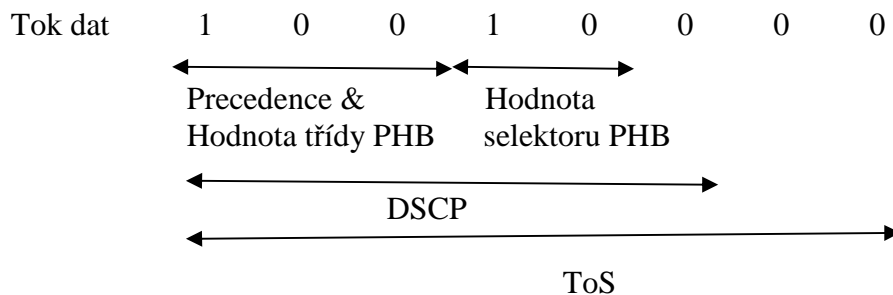 Tok dat 1 0 0 1 0 0 0 0
Precedence & Hodnota
Hodnota třídy PHB selektoru PHB
DSCP
ToS